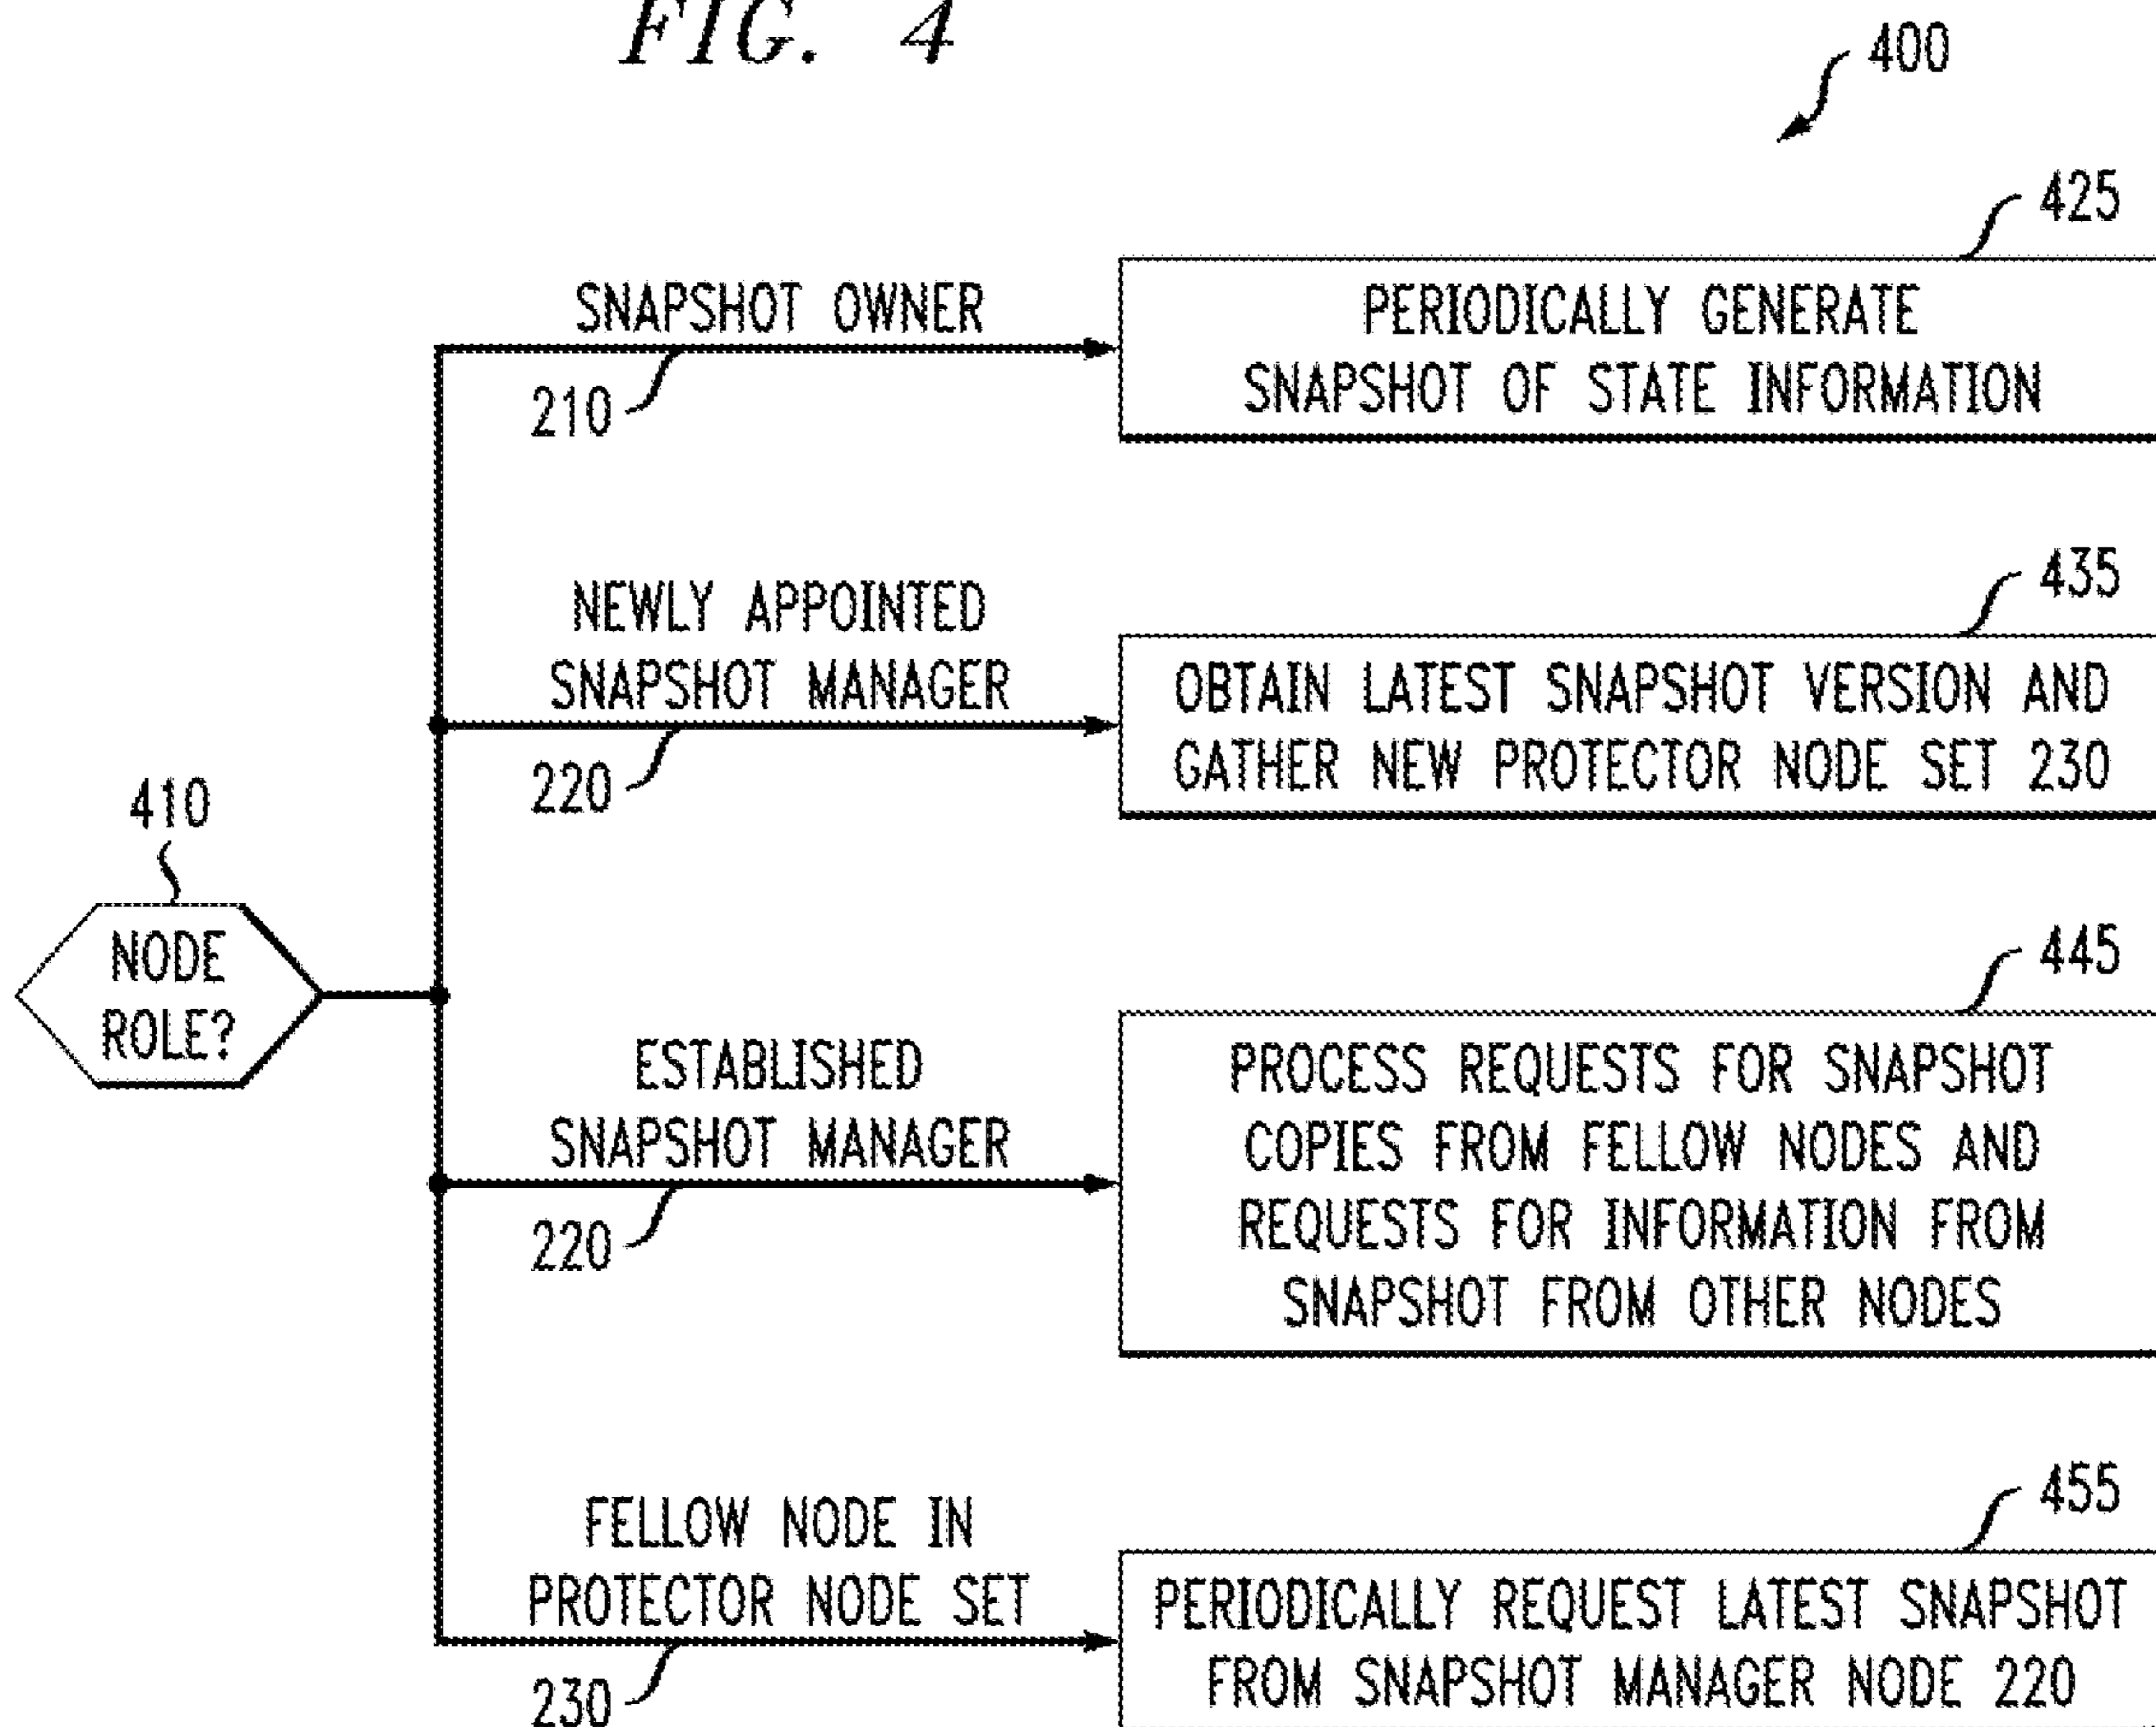 FIG. 4
400
425
SNAPSHOT OWNER
210
PERIODICALLY GENERATE
SNAPSHOT OF STATE INFORMATION
435
NEWLY APPOINTED
SNAPSHOT MANAGER
220
OBTAIN LATEST SNAPSHOT VERSION AND
GATHER NEW PROTECTOR NODE SET 230
410
NODE
ROLE?
445
ESTABLISHED
SNAPSHOT MANAGER
220
PROCESS REQUESTS FOR SNAPSHOT
COPIES FROM FELLOW NODES AND
REQUESTS FOR INFORMATION FROM
SNAPSHOT FROM OTHER NODES
455
FELLOW NODE IN
PROTECTOR NODE SET
230
PERIODICALLY REQUEST LATEST SNAPSHOT
FROM SNAPSHOT MANAGER NODE 220